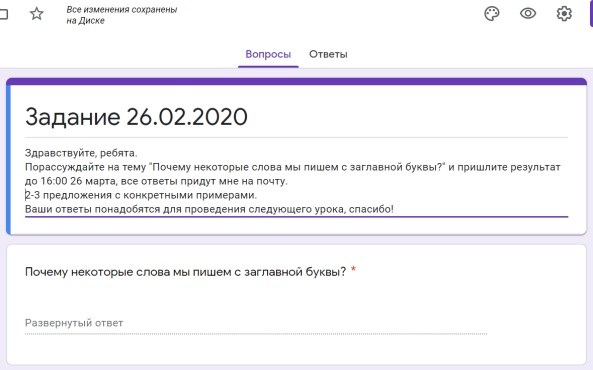 Все изменения сохранены
на Диске
Вопросы Ответы
Задание 26.02.2020
Здравствуйте, ребята.
Порассуждайте на тему "Почему некоторые слова мы пишем с заглавной буквы?" и пришлите результат
до 16:00 26 марта, все ответы придут мне на почту.
2-3 предложения с конкретными примерами.
Ваши ответы понадобятся для проведения следующего урока, спасибо!
Почему некоторые слова мы пишем с заглавной буквы? *
Развернутый ответ